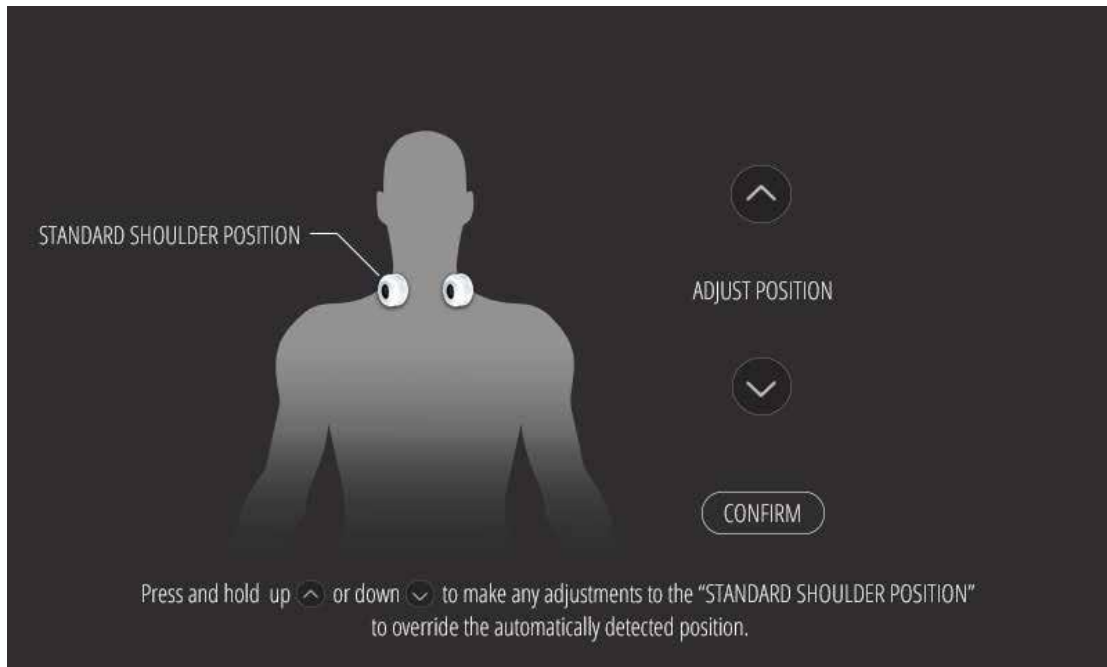 STANDARD SHOULDER POSITION
ADJUST POSITION
CONFIRM
Press and hold up or down to make any adjustments to the “STANDARD SHOULDER POSITION”
to override the automatically detected position.